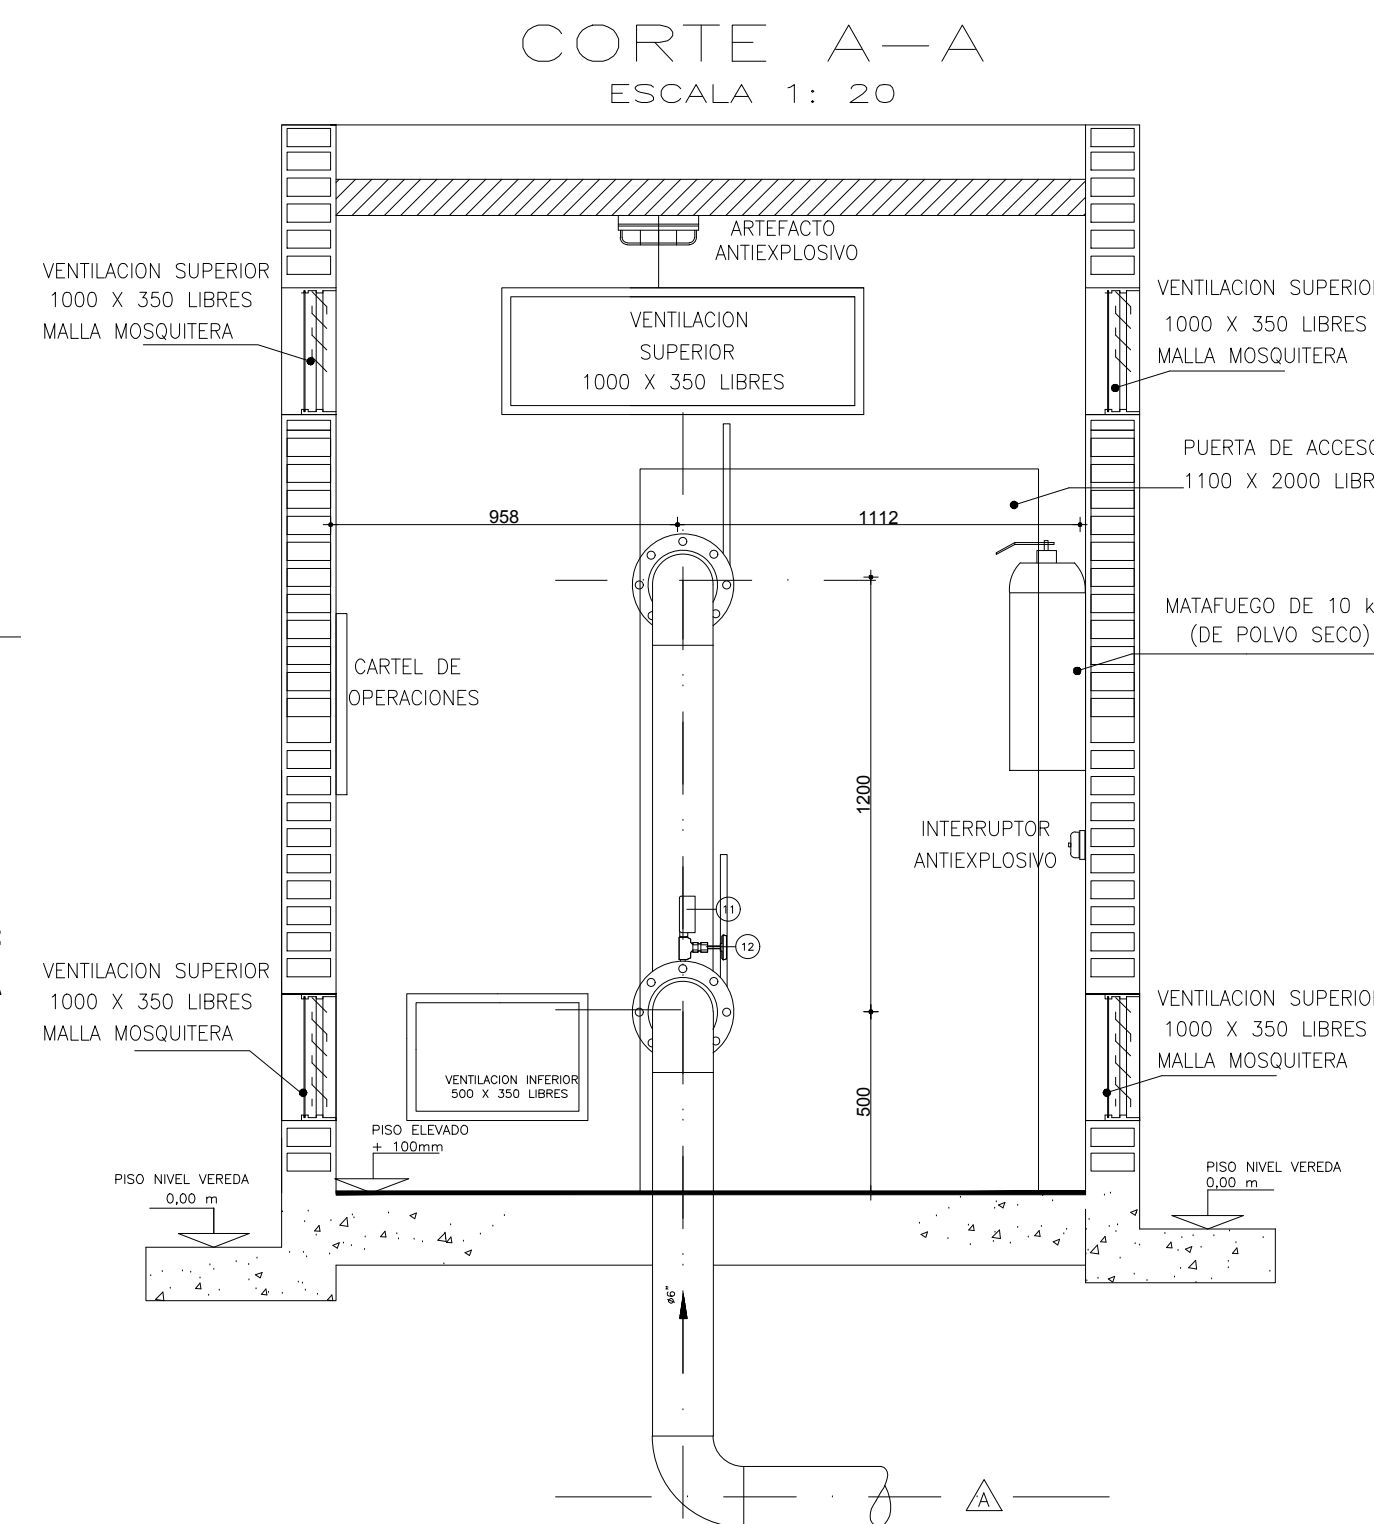 CORTE A-A
ESCALA 1: 20
ARTEFACTO
ANTIEXPLOSIVO
VENTILACION SUPERIOR
1000 X 350 LIBRES
MALLA MOSQUITERA
VENTILACION
SUPERIOR
1000 X 350 LIBRES
VENTILACION SUPERIOR
1000 X 350 LIBRES
MALLA MOSQUITERA
PUERTA DE ACCESO
1100 X 2000 LIBR
958
1112
MATAFUEGO DE 10 k
(DE POLVO SECO)
CARTEL DE
OPERACIONES
1200
INTERRUPTOR
ANTIEXPLOSIVO
11
12
VENTILACION SUPERIOR
1000 X 350 LIBRES
MALLA MOSQUITERA
VENTILACION SUPERIOR
1000 X 350 LIBRES
MALLA MOSQUITERA
VENTILACION INFERIOR
500 X 350 LIBRES
500
PISO ELEVADO
+ 100mm
PISO NIVEL VEREDA
0,00 m
PISO NIVEL VEREDA
0,00 m
ø6"
A